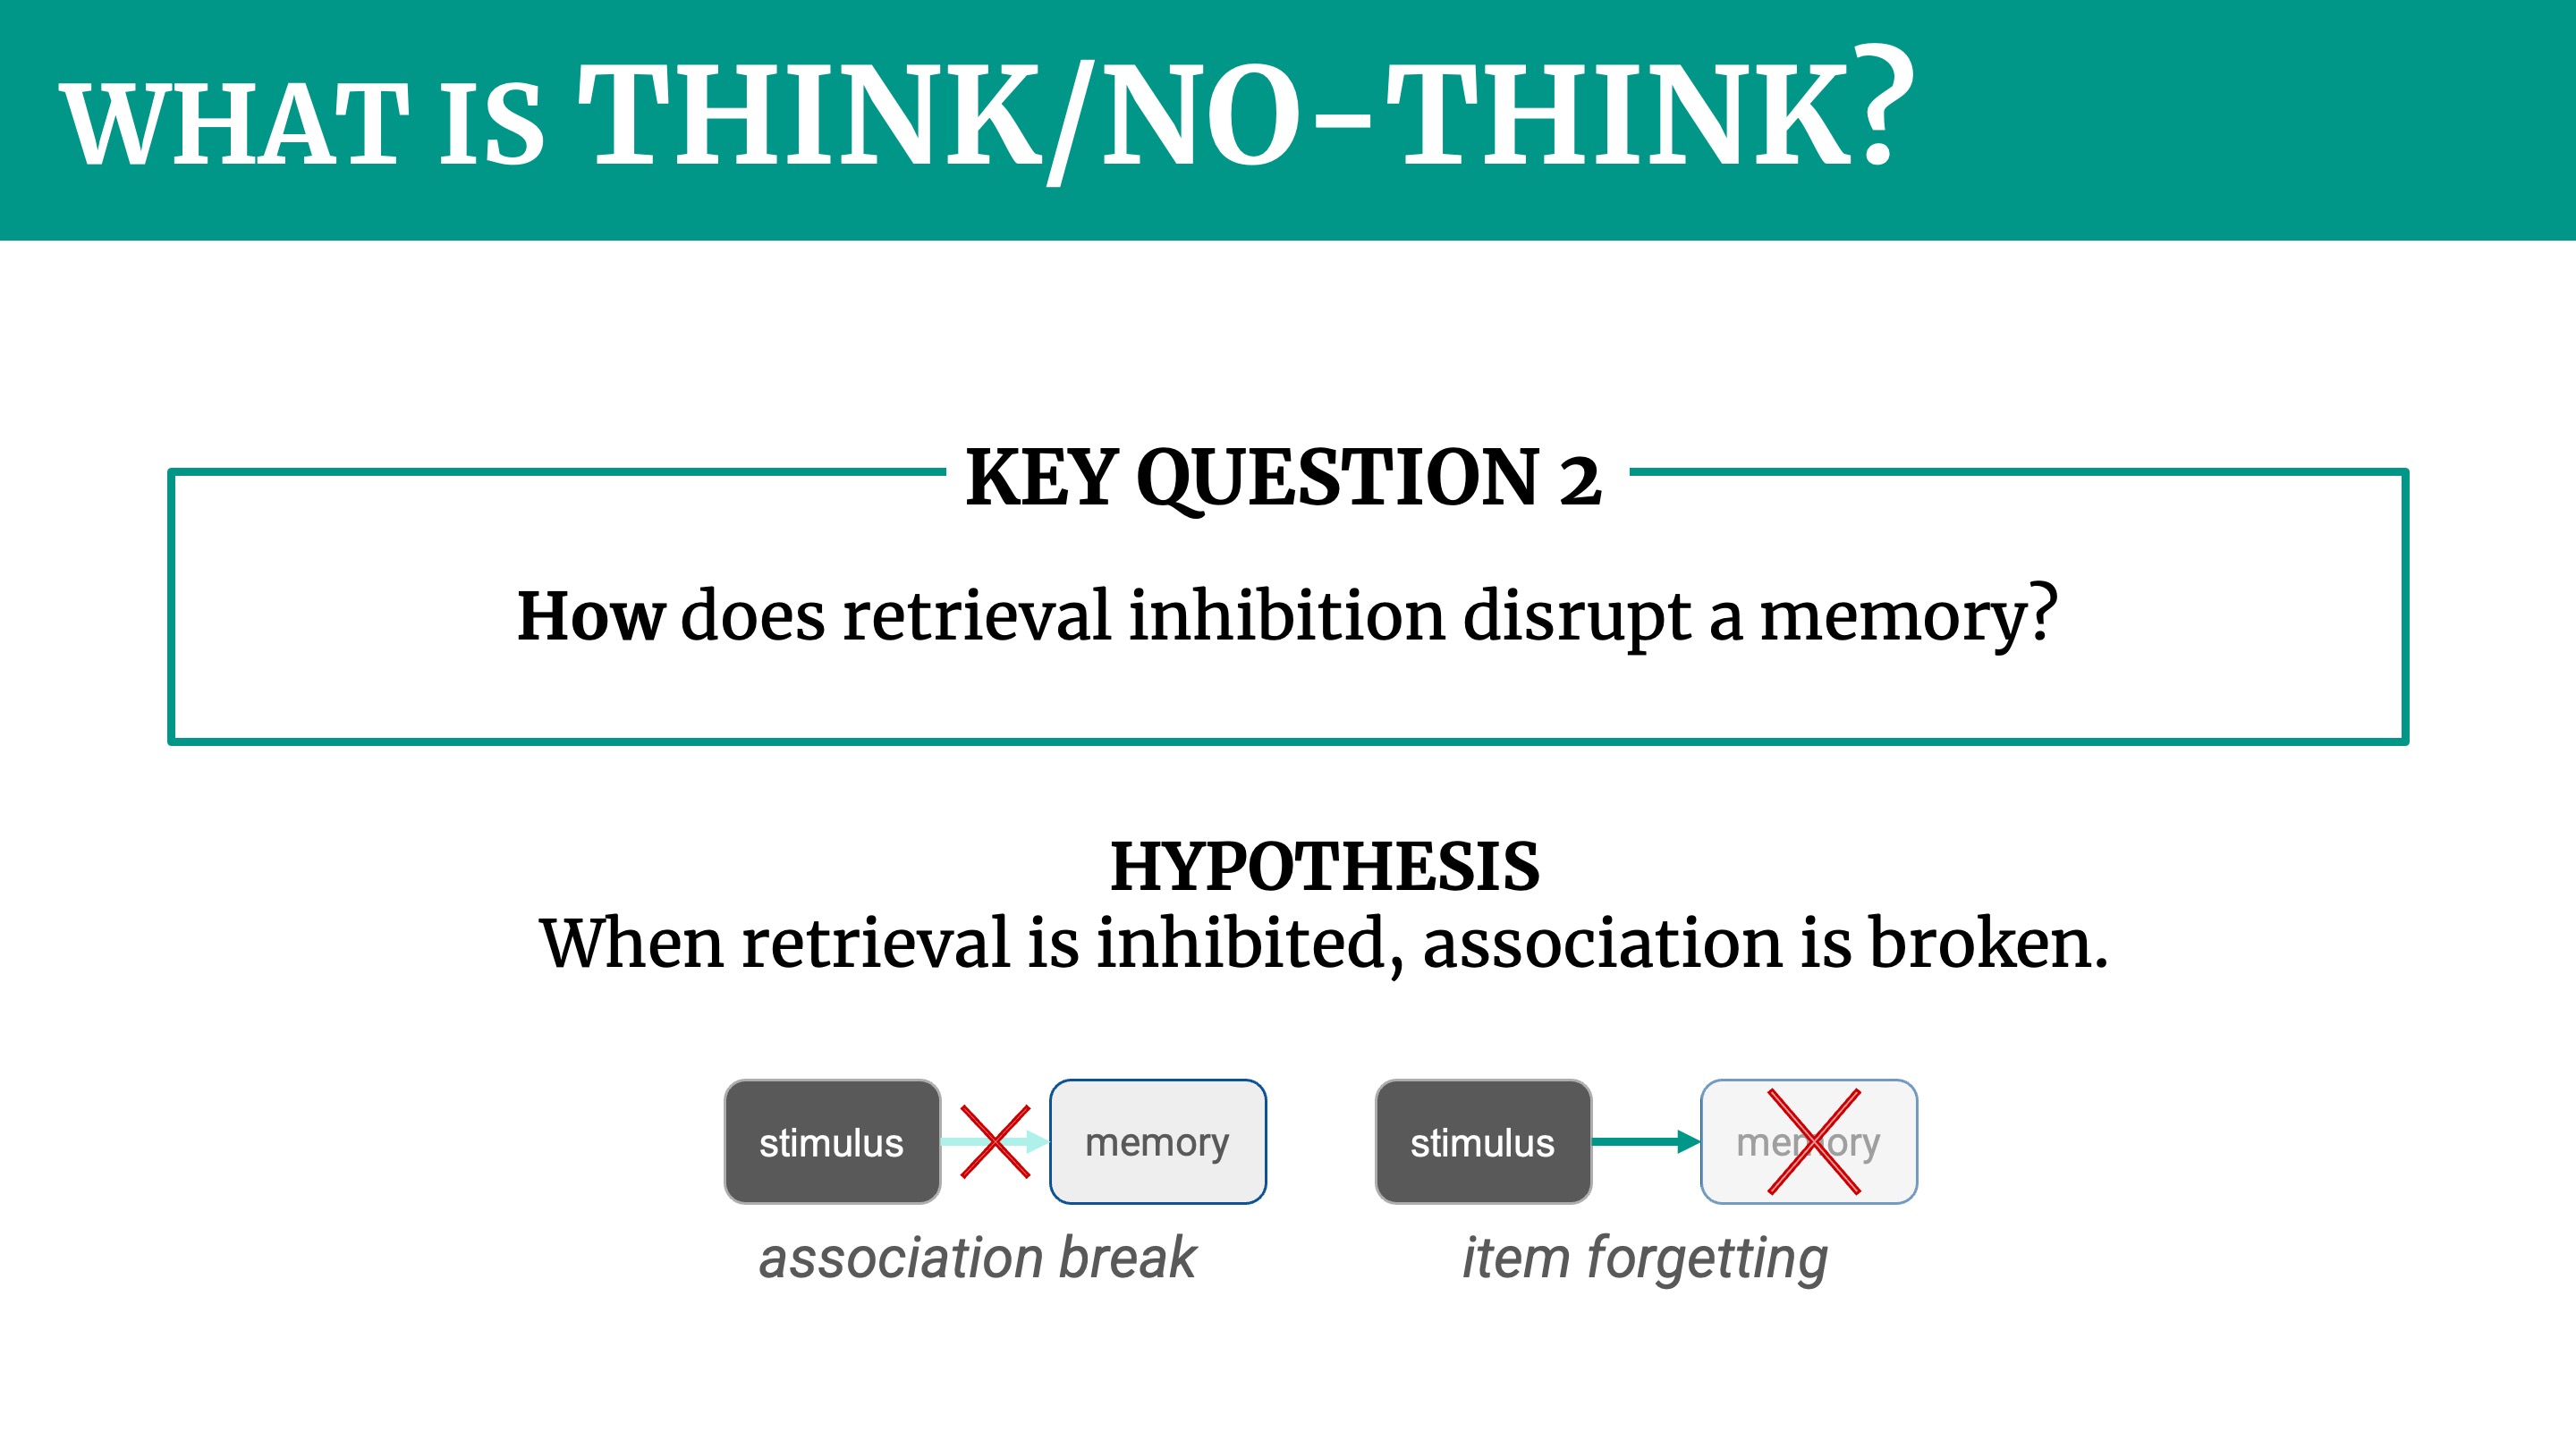 WHAT IS THINK/NO-THINK?
KEY QUESTION 2
How does retrieval inhibition disrupt a memory?
HYPOTHESIS
When retrieval is inhibited, association is broken.
stimulus
memory
stimulus
memory
association break
item forgetting